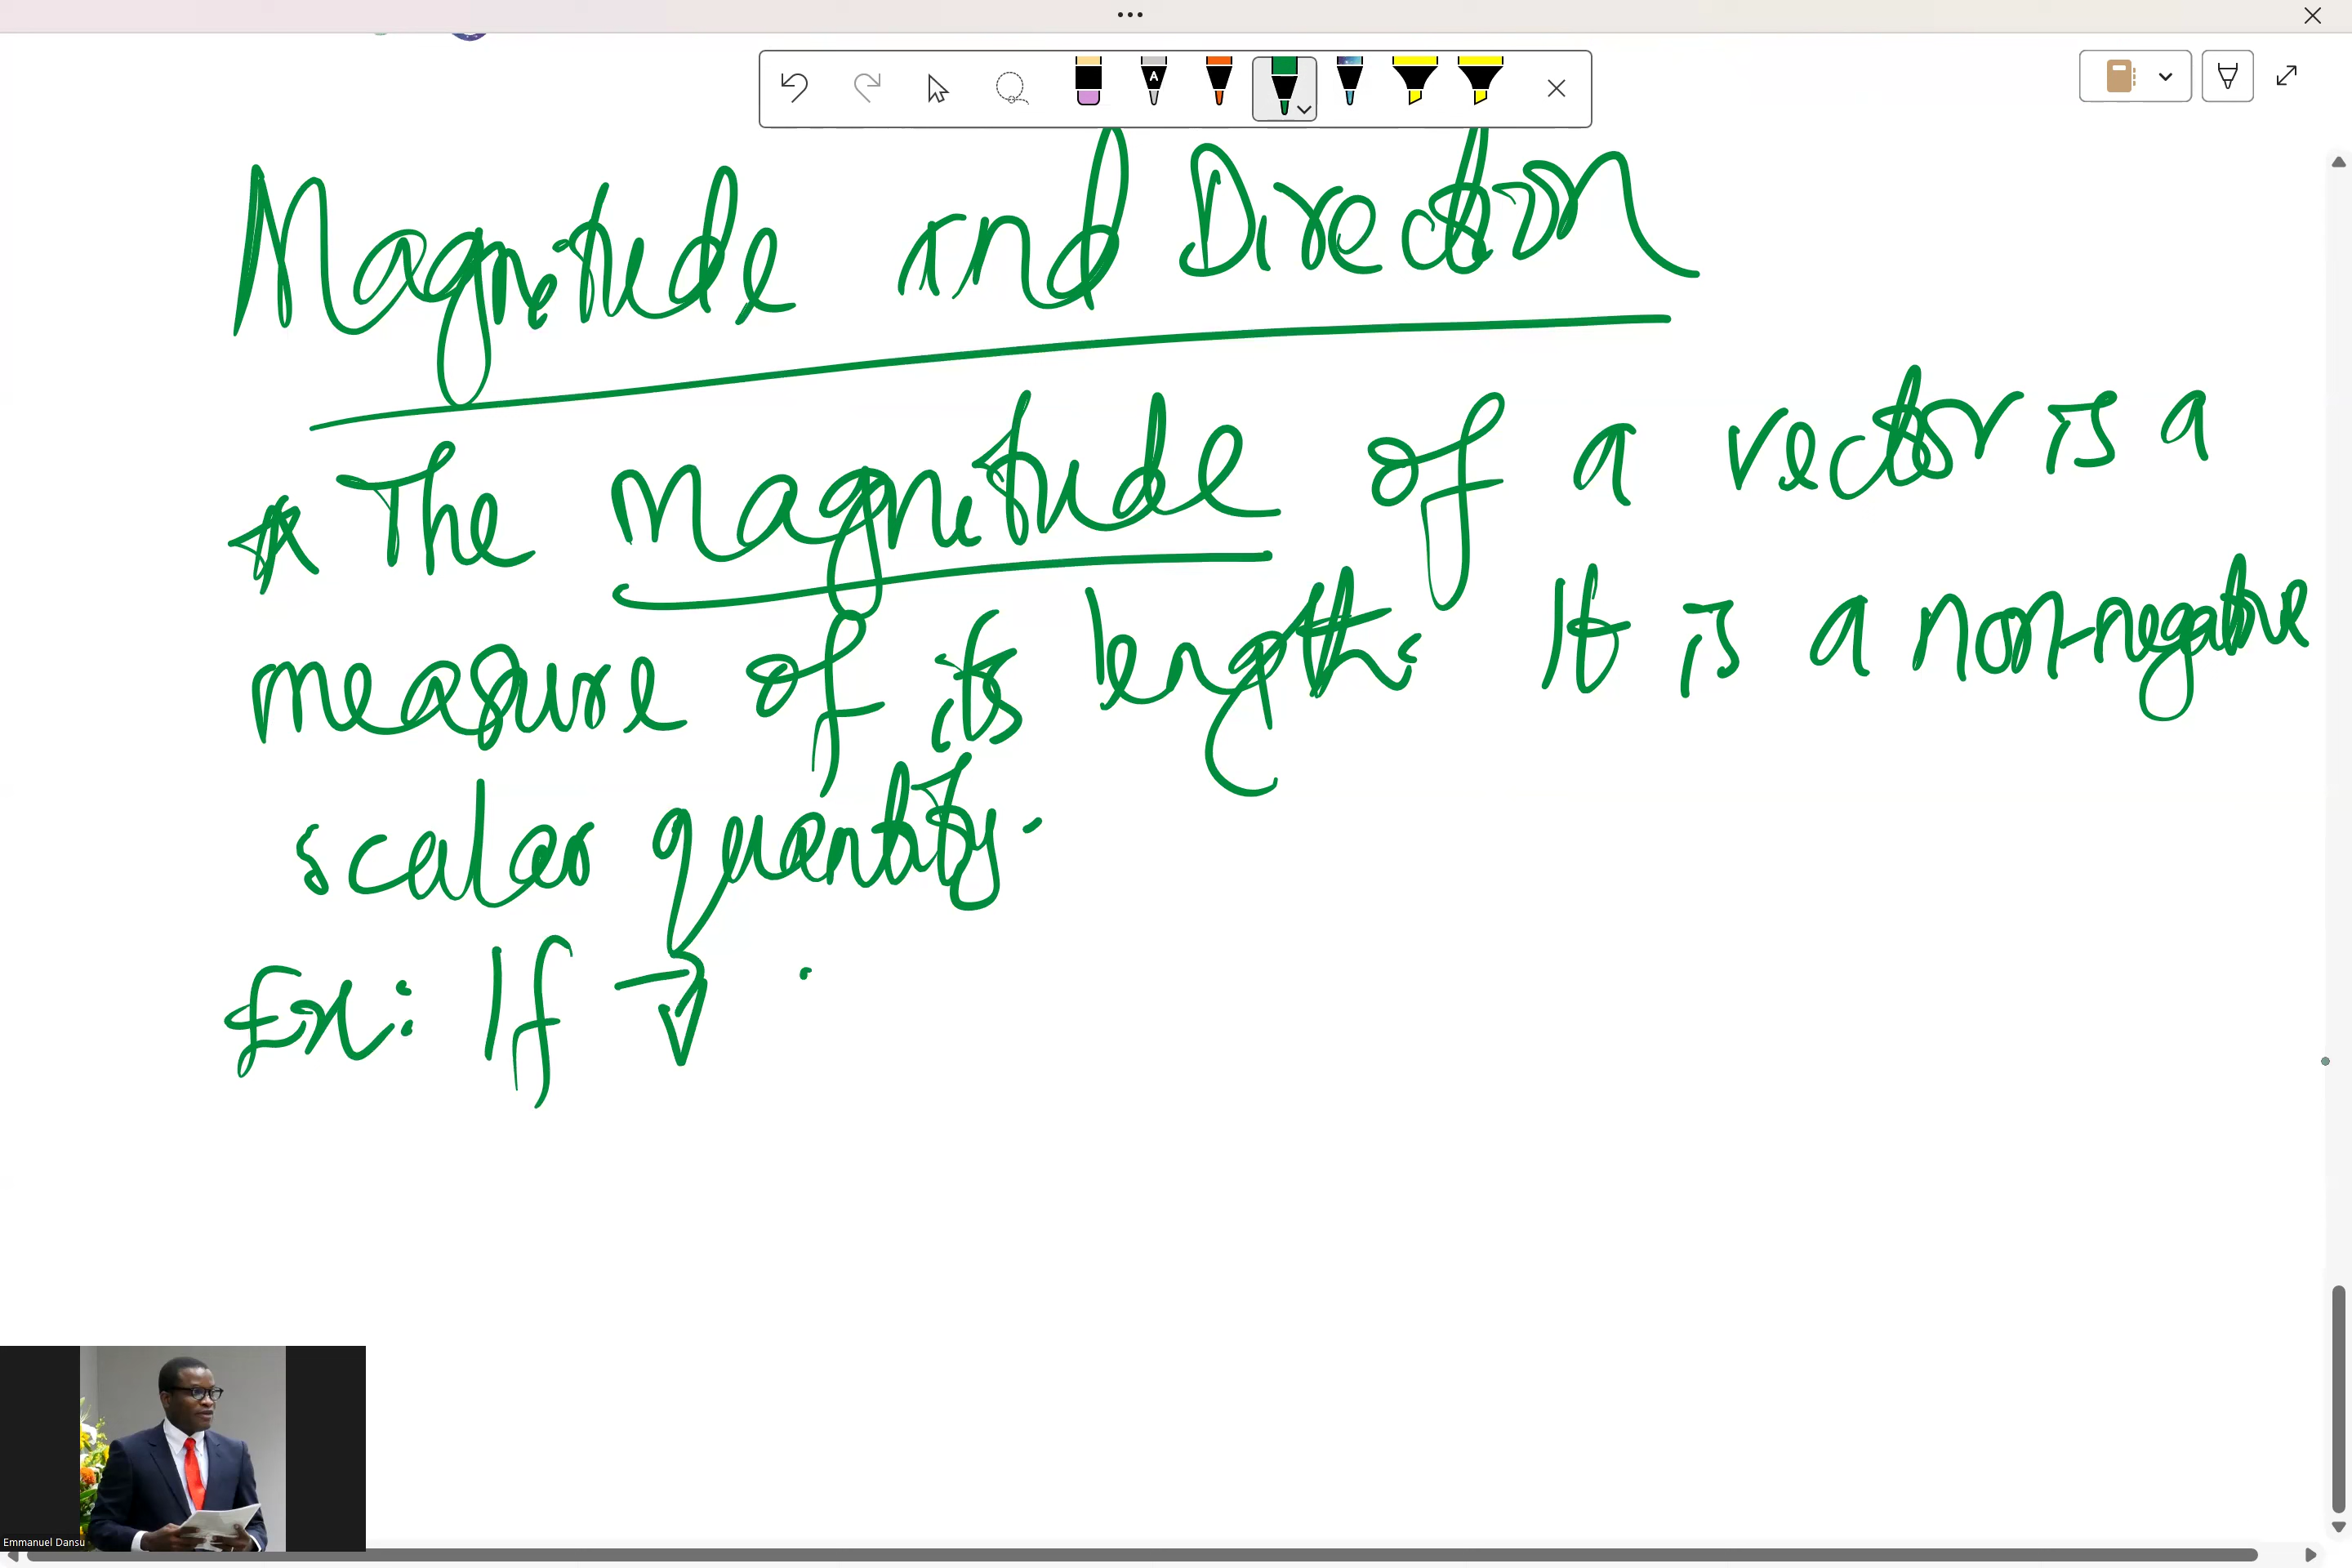 Magnitude and Direction
* The magnitude of a vector is a
measure of its length. It is a non-negative
scalar quantity.
Ex: If v⃗
A
Emmanuel Dansu